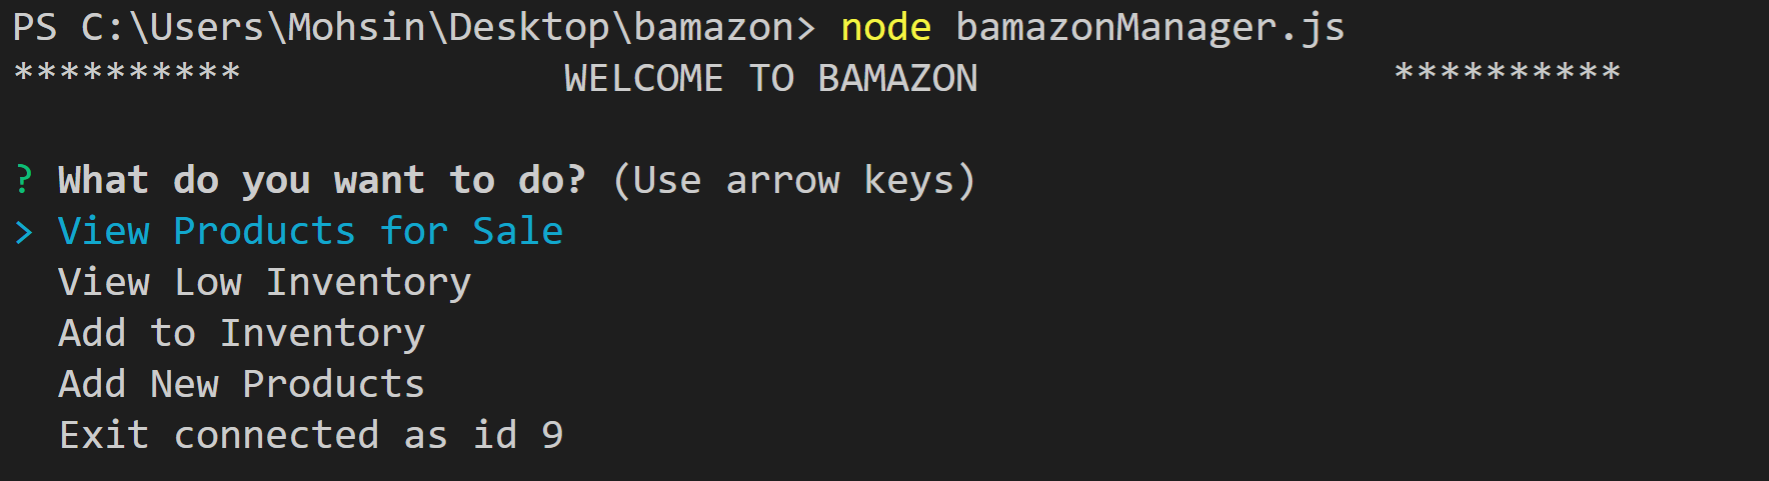 PS C:\Users\Mohsin\Desktop\bamazon> node bamazonManager.js
********** WELCOME TO BAMAZON **********
? What do you want to do? (Use arrow keys)
> View Products for Sale
View Low Inventory
Add to Inventory
Add New Products
Exit connected as id 9